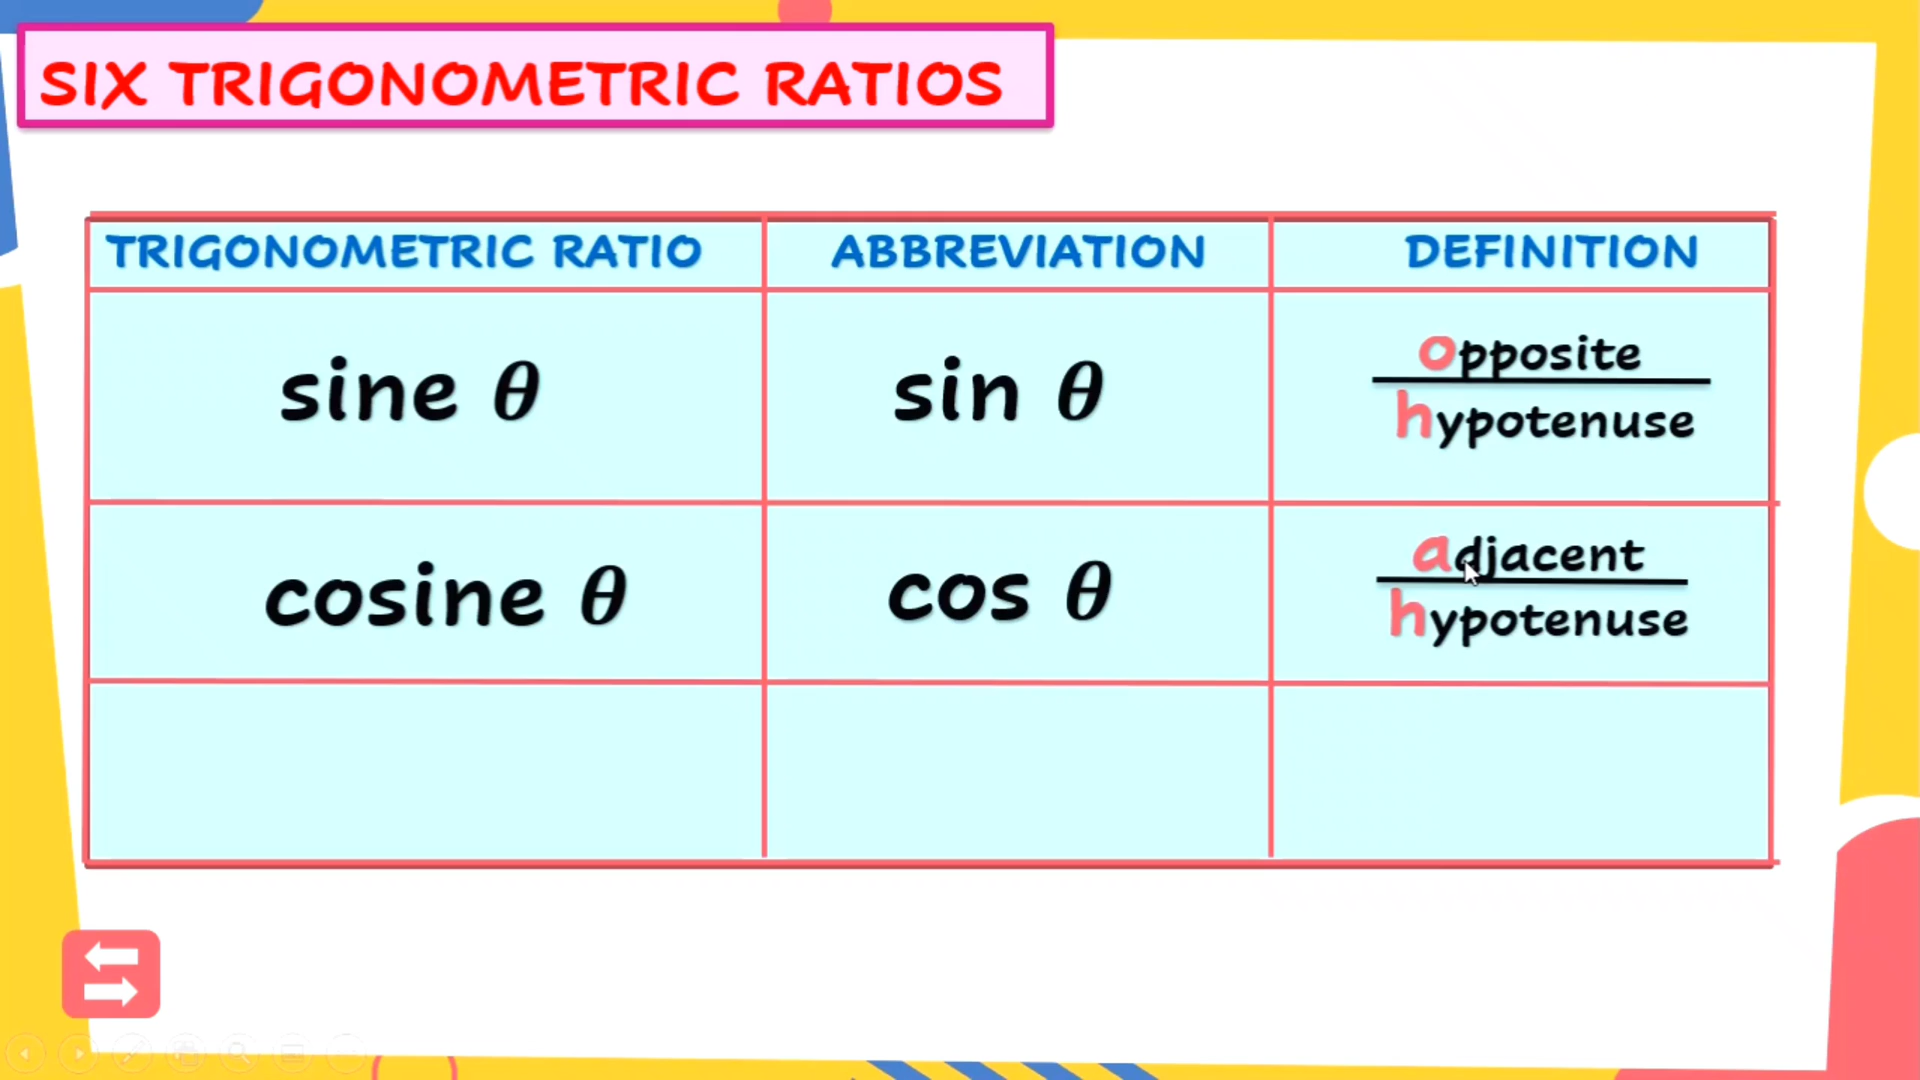 SIX TRIGONOMETRIC RATIOS
TRIGONOMETRIC RATIO ABBREVIATION DEFINITION
sine θ sin θ opposite
hypotenuse
cosine θ cos θ adjacent
hypotenuse